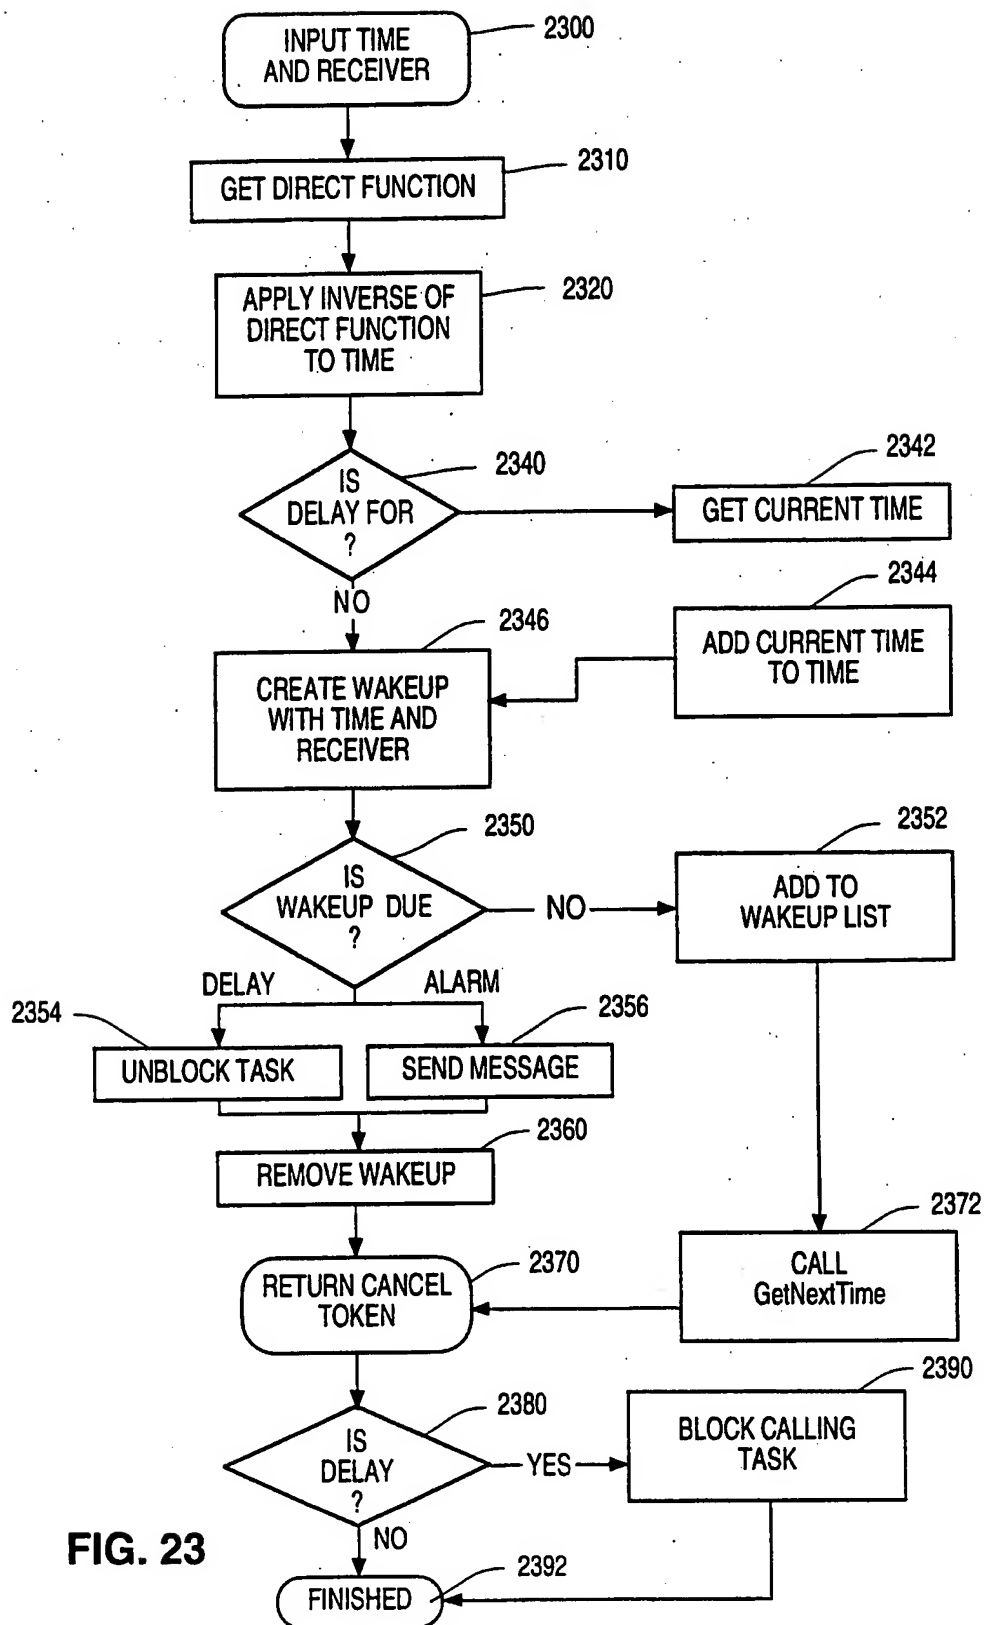 INPUT TIME
AND RECEIVER
2300
GET DIRECT FUNCTION
2310
APPLY INVERSE OF
DIRECT FUNCTION
TO TIME
2320
IS
DELAY FOR
?
2340
GET CURRENT TIME
2342
NO
ADD CURRENT TIME
TO TIME
2344
CREATE WAKEUP
WITH TIME AND
RECEIVER
2346
IS
WAKEUP DUE
?
2350
NO
ADD TO
WAKEUP LIST
2352
DELAY
ALARM
2354
UNBLOCK TASK
2356
SEND MESSAGE
REMOVE WAKEUP
2360
RETURN CANCEL
TOKEN
2370
CALL
GetNextTime
2372
IS
DELAY
?
2380
YES
BLOCK CALLING
TASK
2390
NO
FINISHED
2392
FIG. 23